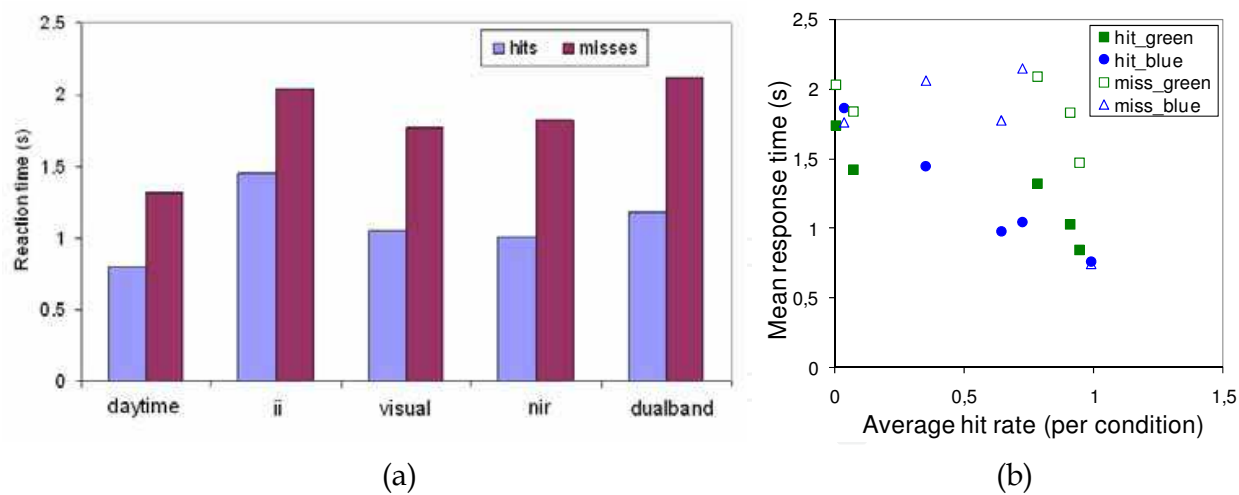 2.5
2
1.5
1
0.5
0
Reaction time (s)
hits misses
daytime ii visual nir dualband
(a)
2,5
2
1,5
1
0,5
0
Mean response time (s)
hit_green
hit_blue
miss_green
miss_blue
0 0,5 1 1,5
Average hit rate (per condition)
(b)